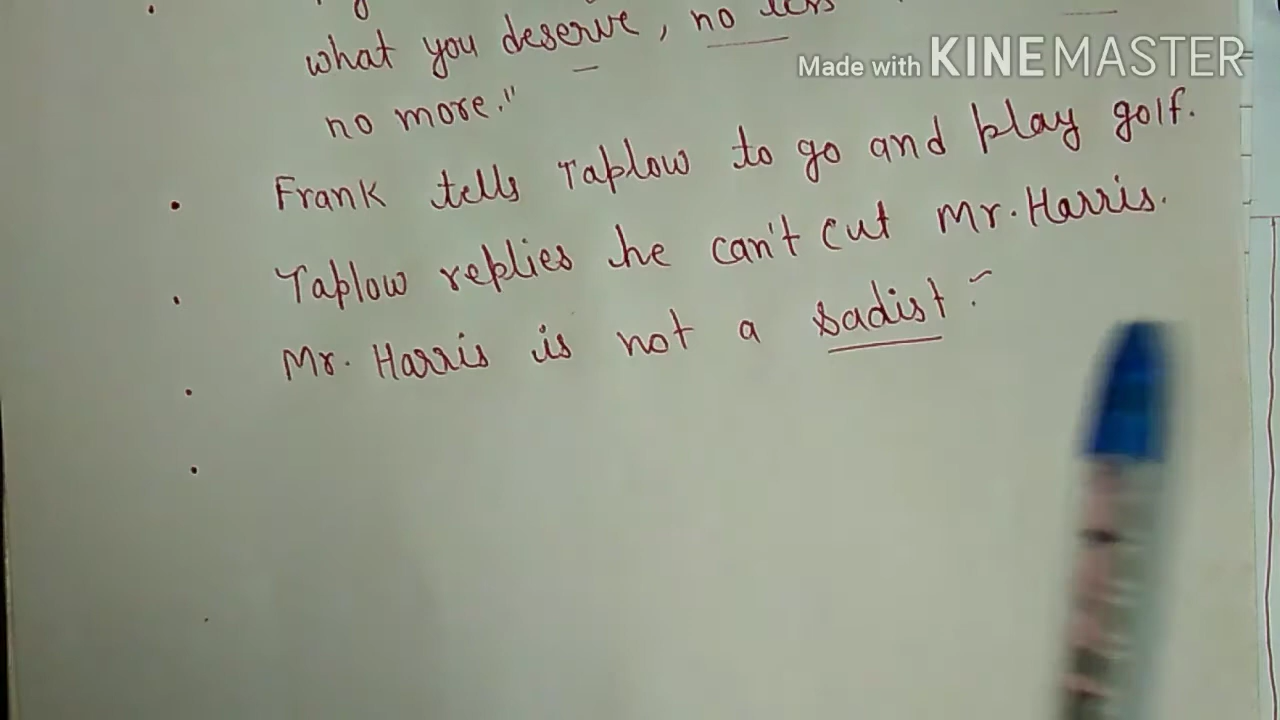 what you deserve, no less
Made with KINEMASTER
no more."
Frank tells Taplow to go and play golf.
Taplow replies he can't cut Mr. Harris.
Mr. Harris is not a sadist :-